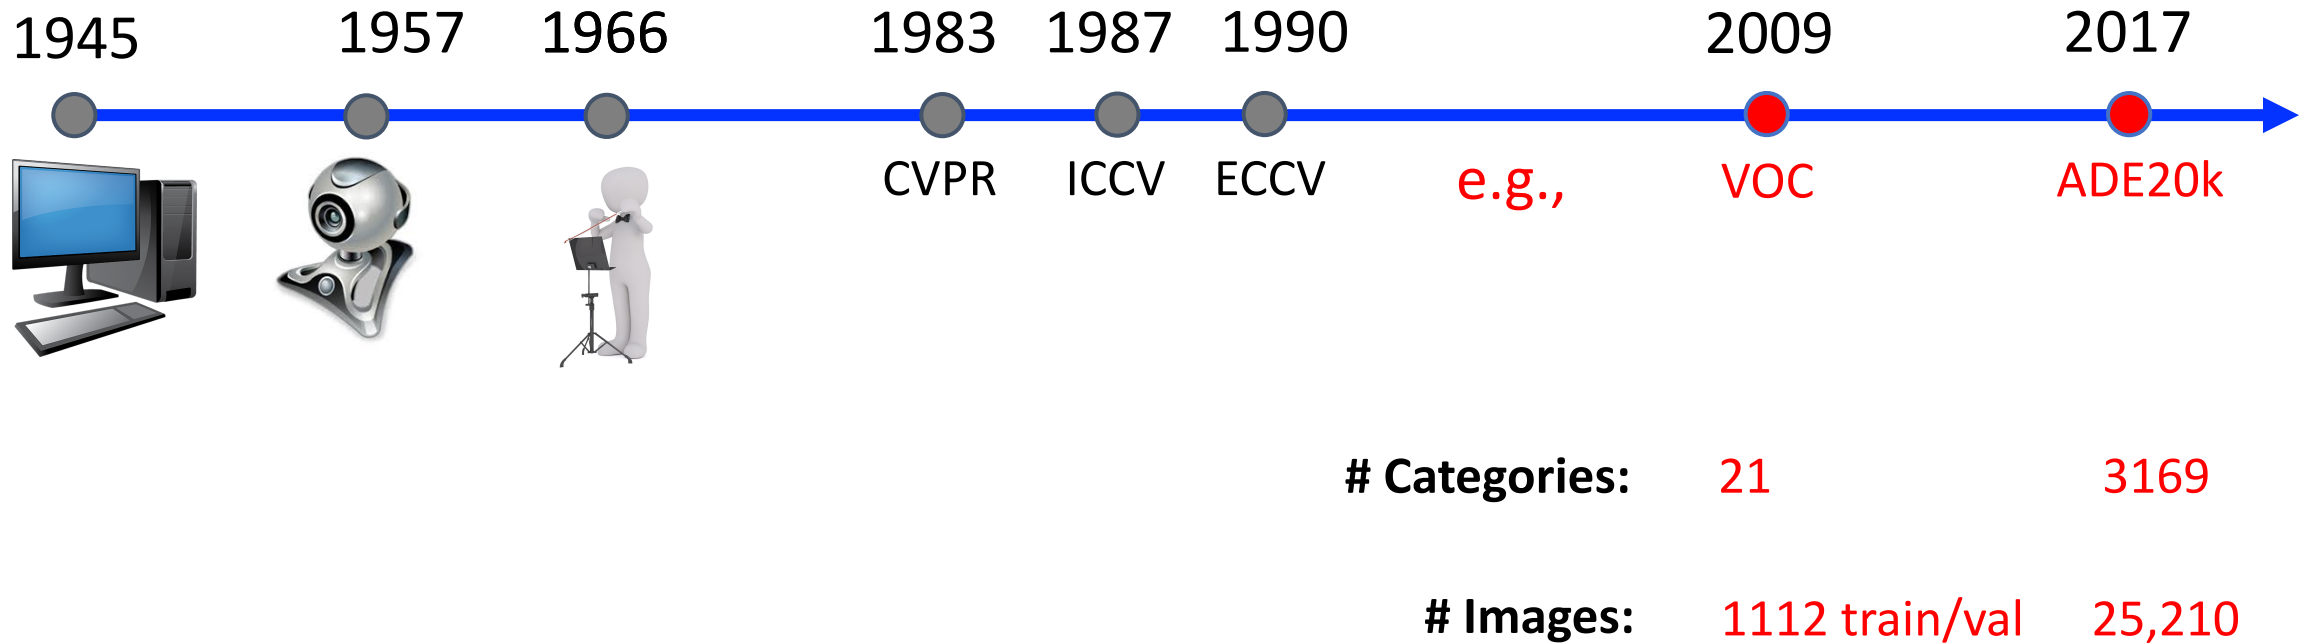 1945 1957 1966 1983 1987 1990 2009 2017
CVPR ICCV ECCV e.g., VOC ADE20k
# Categories: 21 3169
# Images: 1112 train/val 25,210